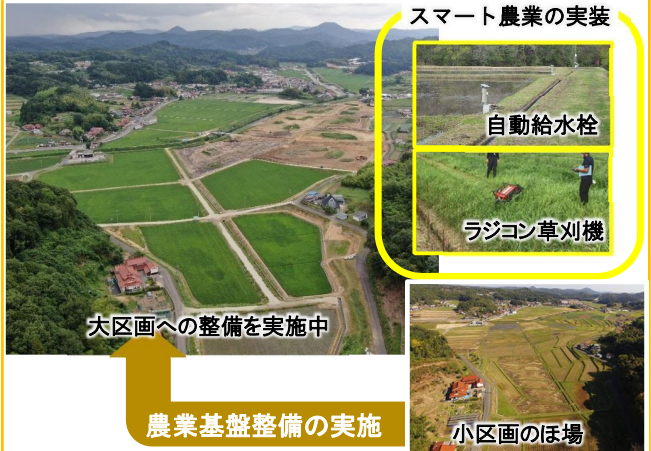 スマート農業の実装
自動給水栓
ラジコン草刈機
大区画への整備を実施中
農業基盤整備の実施
小区画のほ場